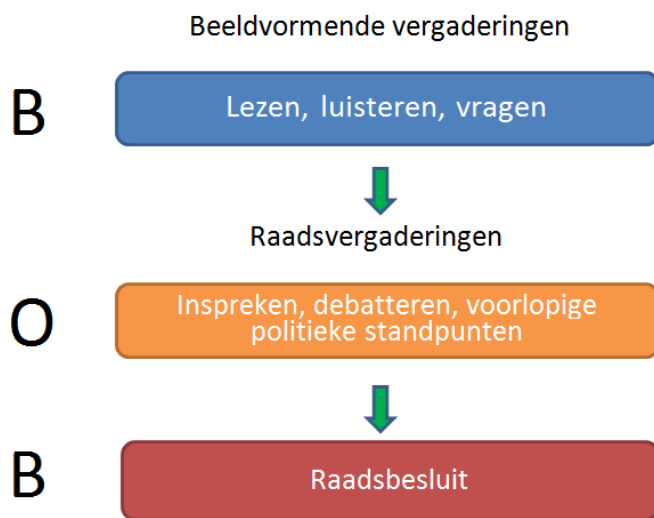 Beeldvormende vergaderingen
B
Lezen, luisteren, vragen
Raadsvergaderingen
O
Inspreken, debatteren, voorlopige
politieke standpunten
B
Raadsbesluit